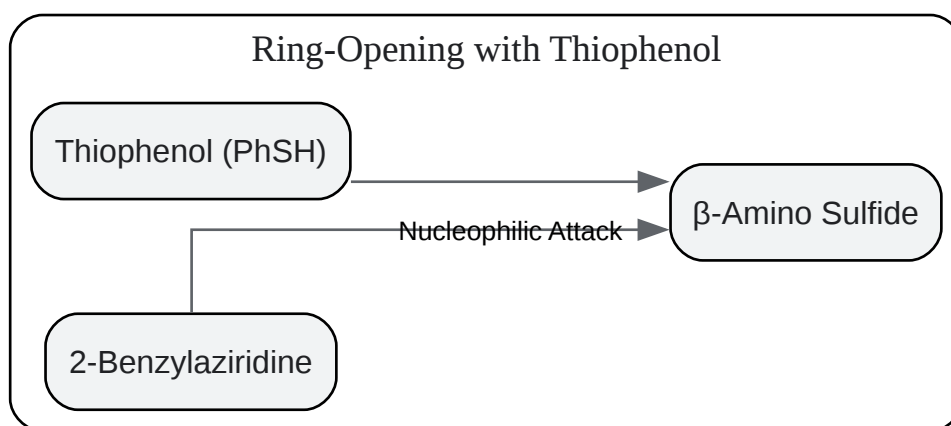 Ring-Opening with Thiophenol
Thiophenol (PhSH)
β-Amino Sulfide
Nucleophilic Attack
2-Benzylaziridine